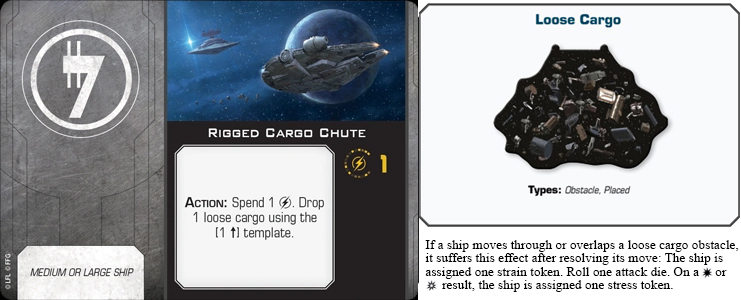 7
©LFL ©FFG
MEDIUM OR LARGE SHIP
Rigged Cargo Chute
1
Action: Spend 1 . Drop
1 loose cargo using the
[1 ] template.
Loose Cargo
Types: Obstacle, Placed
If a ship moves through or overlaps a loose cargo obstacle,
it suffers this effect after resolving its move: The ship is
assigned one strain token. Roll one attack die. On a or
result, the ship is assigned one stress token.